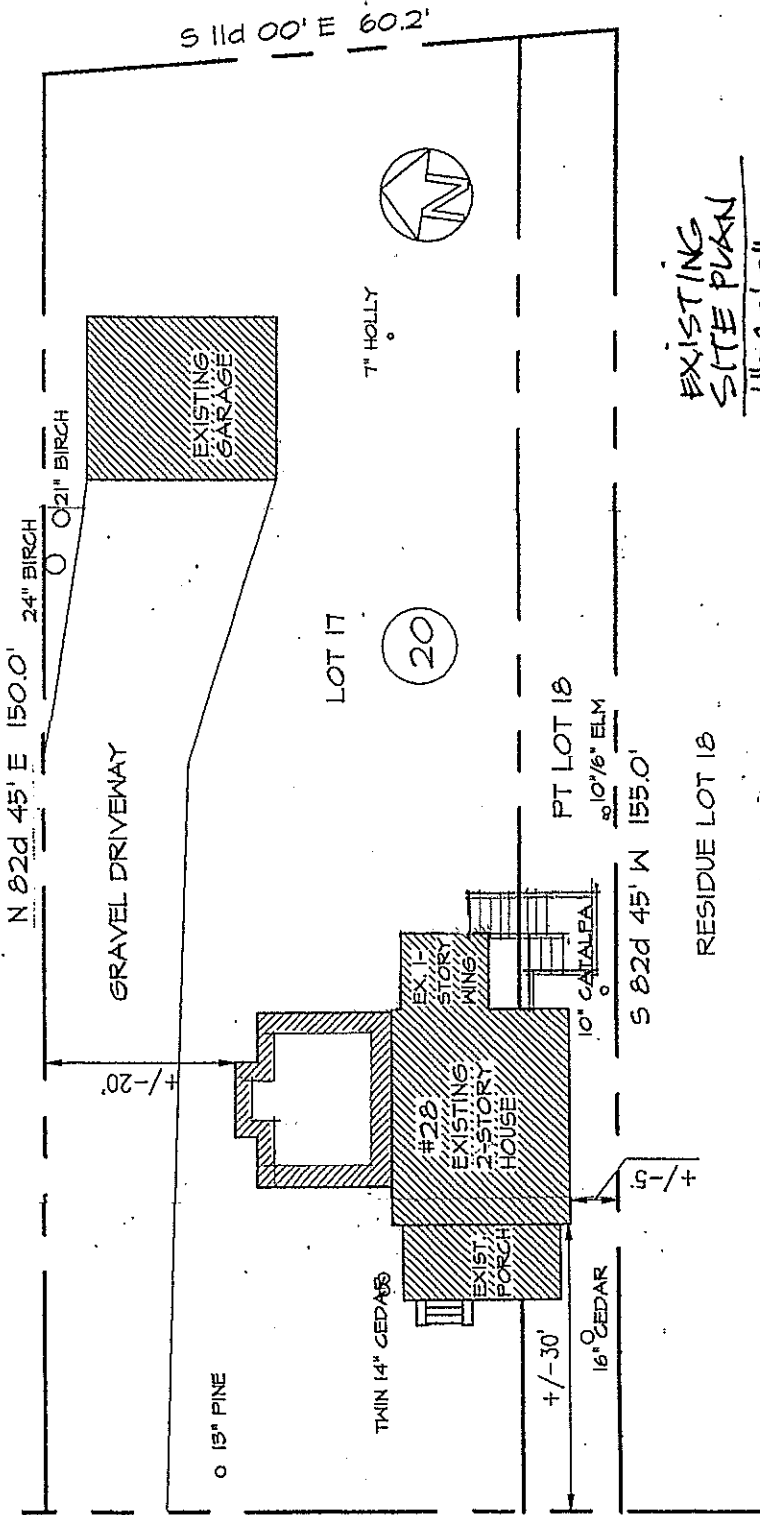 S 11d 00' E 60.2'
N 82d 45' E 150.0'
24" BIRCH
21" BIRCH
EXISTING
GARAGE
7" HOLLY
N
GRAVEL DRIVEWAY
LOT 17
20
PT LOT 18
10"/6" ELM
S 82d 45' W 155.0'
RESIDUE LOT 18
+/-20'
EX. 1-
STORY
WING
10" CATALPA
#28
EXISTING
2-STORY
HOUSE
EXIST.
PORCH
+/-5'
+/-30'
16" CEDAR
TWIN 14" CEDAR
13" PINE
EXISTING
SITE PLAN